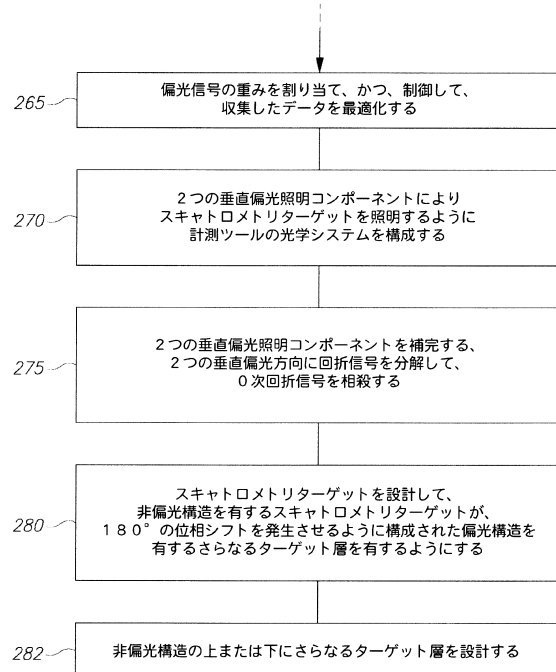 265
偏光信号の重みを割り当て、かつ、制御して、
収集したデータを最適化する
270
2つの垂直偏光照明コンポーネントにより
スキャトロメトリターゲットを照明するように
計測ツールの光学システムを構成する
275
2つの垂直偏光照明コンポーネントを補完する、
2つの垂直偏光方向に回折信号を分解して、
0次回折信号を相殺する
280
スキャトロメトリターゲットを設計して、
非偏光構造を有するスキャトロメトリターゲットが、
180°の位相シフトを発生させるように構成された偏光構造を
有するさらなるターゲット層を有するようにする
282
非偏光構造の上または下にさらなるターゲット層を設計する